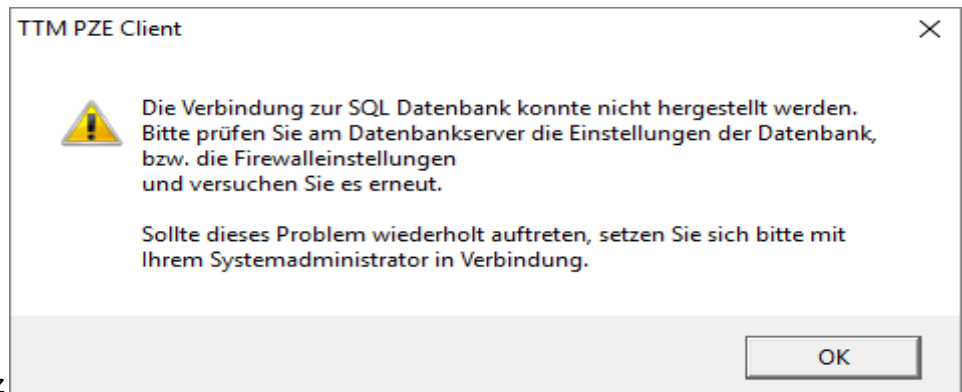 TTM PZE Client
Die Verbindung zur SQL Datenbank konnte nicht hergestellt werden.
Bitte prüfen Sie am Datenbankserver die Einstellungen der Datenbank,
bzw. die Firewalleinstellungen
und versuchen Sie es erneut.
Sollte dieses Problem wiederholt auftreten, setzen Sie sich bitte mit
Ihrem Systemadministrator in Verbindung.
OK
z